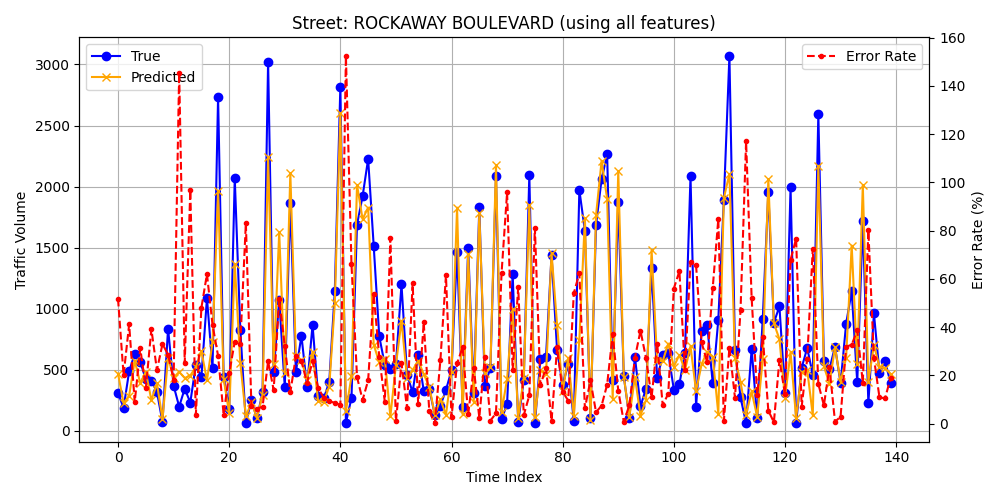 Street: ROCKAWAY BOULEVARD (using all features)
True
Predicted
Error Rate
Traffic Volume
3000
2500
2000
1500
1000
500
0
160
140
120
100
80
60
40
20
0
Error Rate (%)
0 20 40 60 80 100 120 140
Time Index